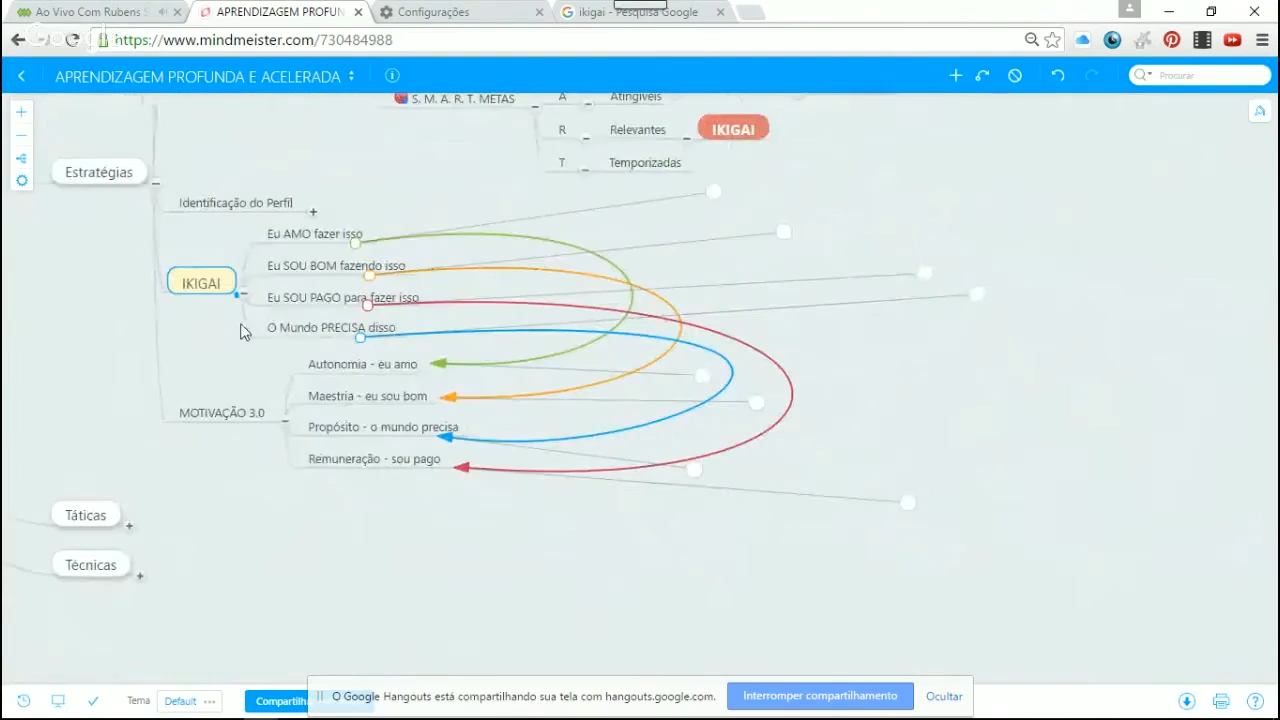 Ao Vivo Com Rubens S
APRENDIZAGEM PROFUN
Configurações
ikigai - Pesquisa Google
https://www.mindmeister.com/730484988
APRENDIZAGEM PROFUNDA E ACELERADA
Procurar
S. M. A. R. T. METAS
A Atingíveis
R Relevantes IKIGAI
T Temporizadas
Estratégias
Identificação do Perfil
Eu AMO fazer isso
Eu SOU BOM fazendo isso
IKIGAI
Eu SOU PAGO para fazer isso
O Mundo PRECISA disso
Autonomia - eu amo
Maestria - eu sou bom
MOTIVAÇÃO 3.0
Propósito - o mundo precisa
Remuneração - sou pago
Táticas
Técnicas
Tema Default
Compartilha
O Google Hangouts está compartilhando sua tela com hangouts.google.com.
Interromper compartilhamento
Ocultar